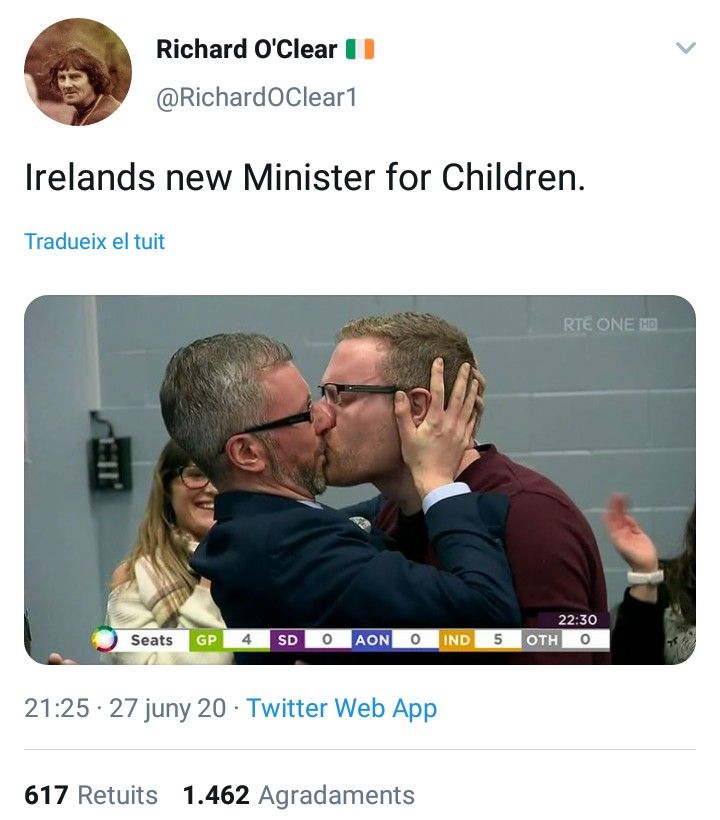 Richard O'Clear
@RichardOClear1
Irelands new Minister for Children.
Tradueix el tuit
RTÉ ONE HD
22:30
Seats GP 4 SD 0 AON 0 IND 5 OTH 0
21:25 · 27 juny 20 · Twitter Web App
617 Retuits 1.462 Agradaments